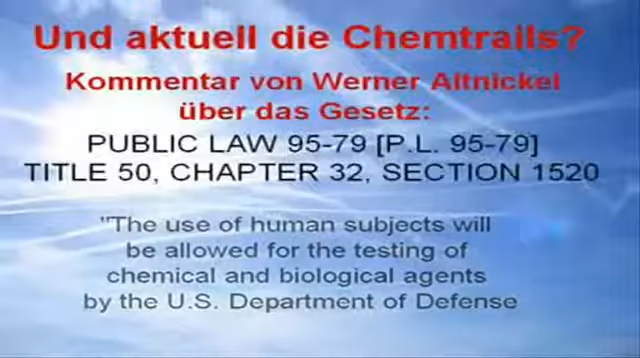 Und aktuell die Chemtrails?
Kommentar von Werner Altnickel
über das Gesetz:
PUBLIC LAW 95-79 [P.L. 95-79]
TITLE 50, CHAPTER 32, SECTION 1520
"The use of human subjects will
be allowed for the testing of
chemical and biological agents
by the U.S. Department of Defense